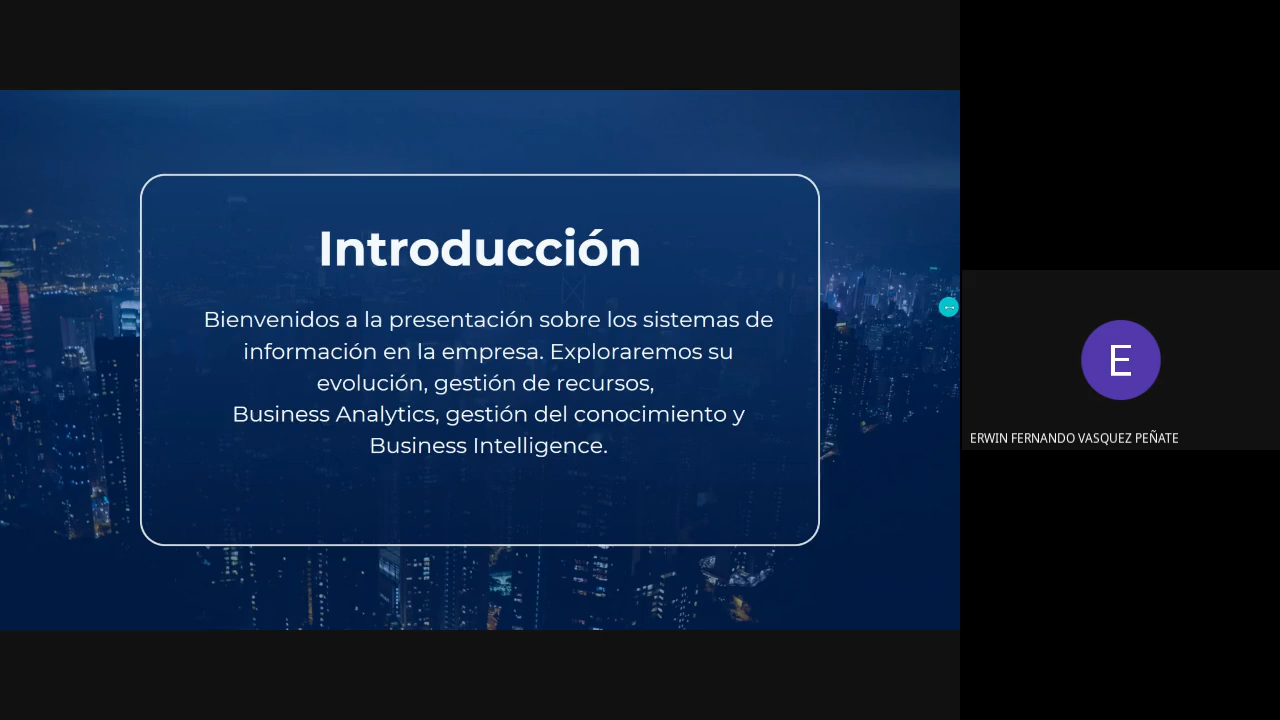 Introducción
Bienvenidos a la presentación sobre los sistemas de
información en la empresa. Exploraremos su
evolución, gestión de recursos,
Business Analytics, gestión del conocimiento y
Business Intelligence.
E
ERWIN FERNANDO VASQUEZ PEÑATE